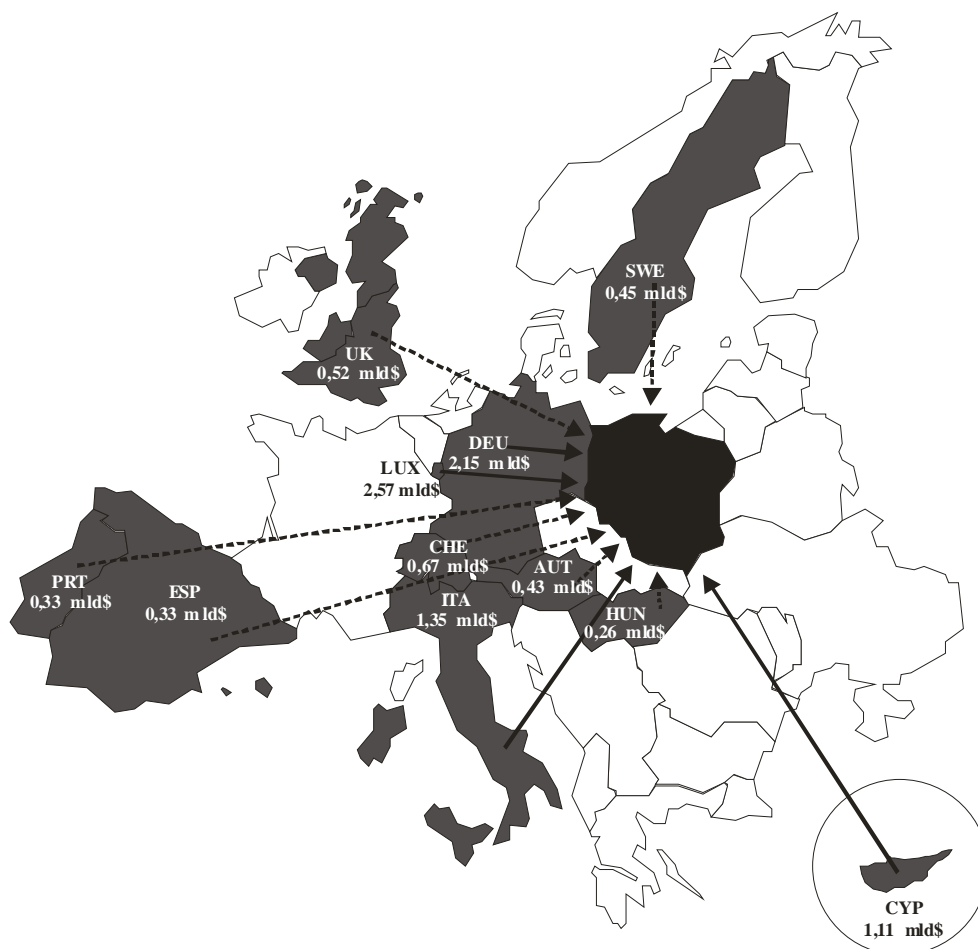 SWE
0,45 mld$
UK
0,52 mld$
DEU
2,15 mld$
LUX
2,57 mld$
CHE
0,67 mld$
AUT
0,43 mld$
PRT
0,33 mld$
ESP
0,33 mld$
ITA
1,35 mld$
HUN
0,26 mld$
CYP
1,11 mld$